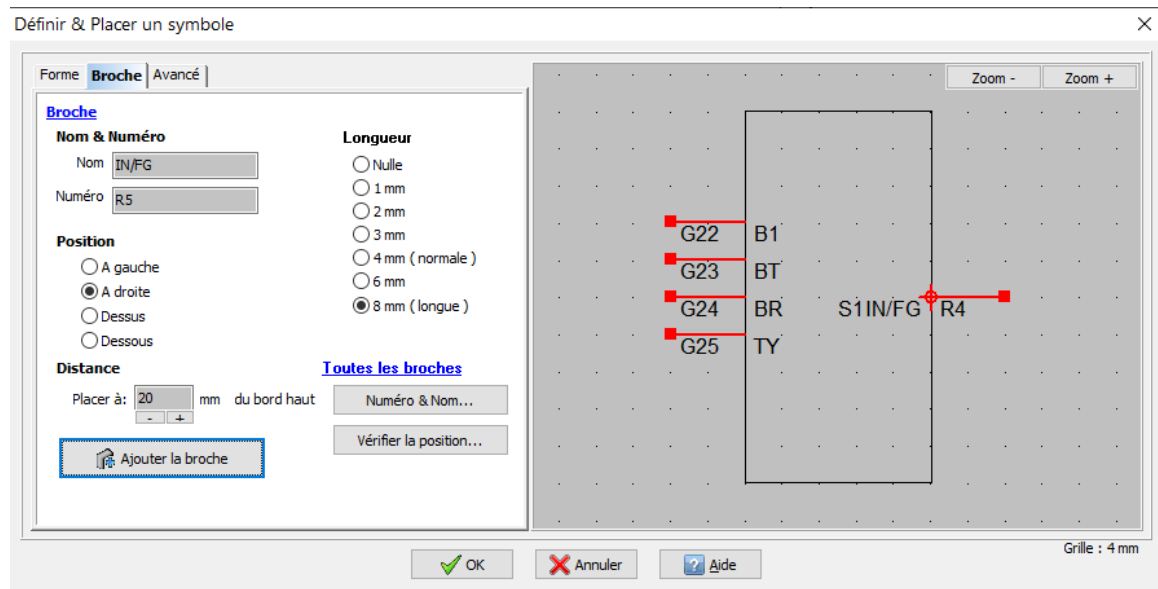 Définir & Placer un symbole
Forme Broche Avancé
Zoom - Zoom +
Broche
Nom & Numéro
Nom IN/FG
Numéro R5
Longueur
Nulle
1 mm
2 mm
3 mm
4 mm ( normale )
6 mm
8 mm ( longue )
Position
A gauche
A droite
Dessus
Dessous
Distance
Placer à: 20 mm du bord haut
- +
Ajouter la broche
Toutes les broches
Numéro & Nom...
Vérifier la position...
G22 B1
G23 BT
G24 BR S1IN/FG R4
G25 TY
OK Annuler ? Aide
Grille : 4 mm